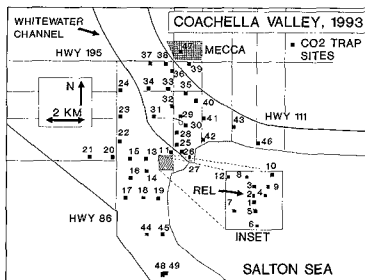 WHITEWATER
CHANNEL
COACHELLA VALLEY, 1993
CO2 TRAP
SITES
HWY 195
MECCA
47
37 38 39
36
24 34 33 35
N
2 KM
32 40
23 31 29 41 43
30
HWY 111
22 28
25 42 46
21 20 15 13 11 26
27
16 14
12 8 10
REL 3 9
2 4
1
7 5
6
17 18 19
HWY 86
INSET
44 45
SALTON SEA
48 49